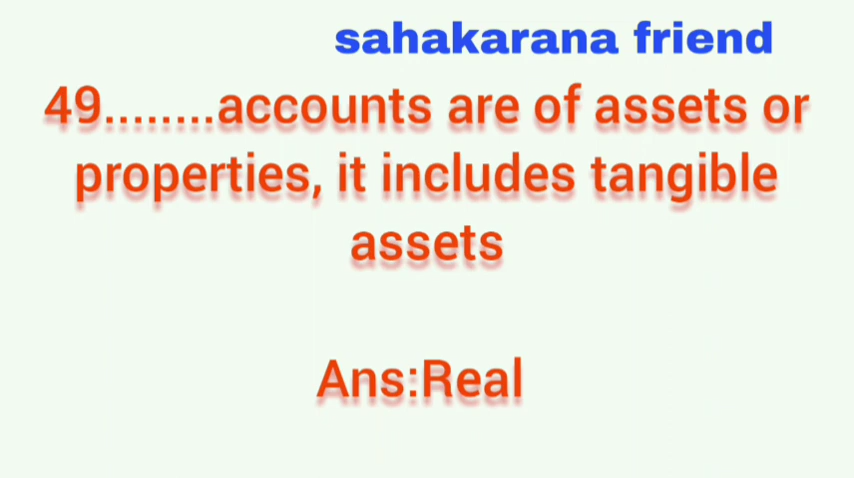 sahakarana friend
49........accounts are of assets or
properties, it includes tangible
assets
Ans:Real